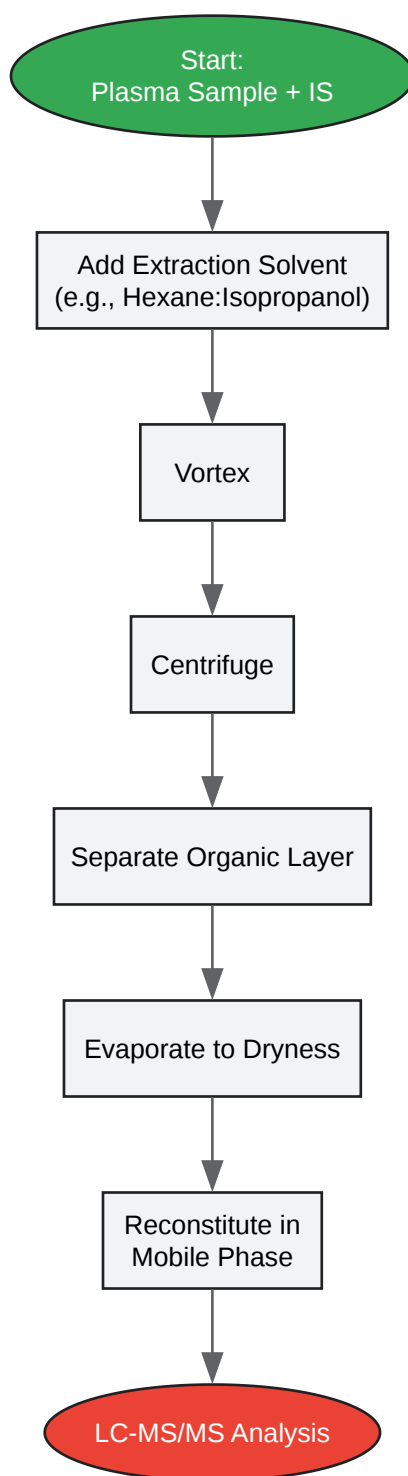 Start:
Plasma Sample + IS
Add Extraction Solvent
(e.g., Hexane:Isopropanol)
Vortex
Centrifuge
Separate Organic Layer
Evaporate to Dryness
Reconstitute in
Mobile Phase
LC-MS/MS Analysis